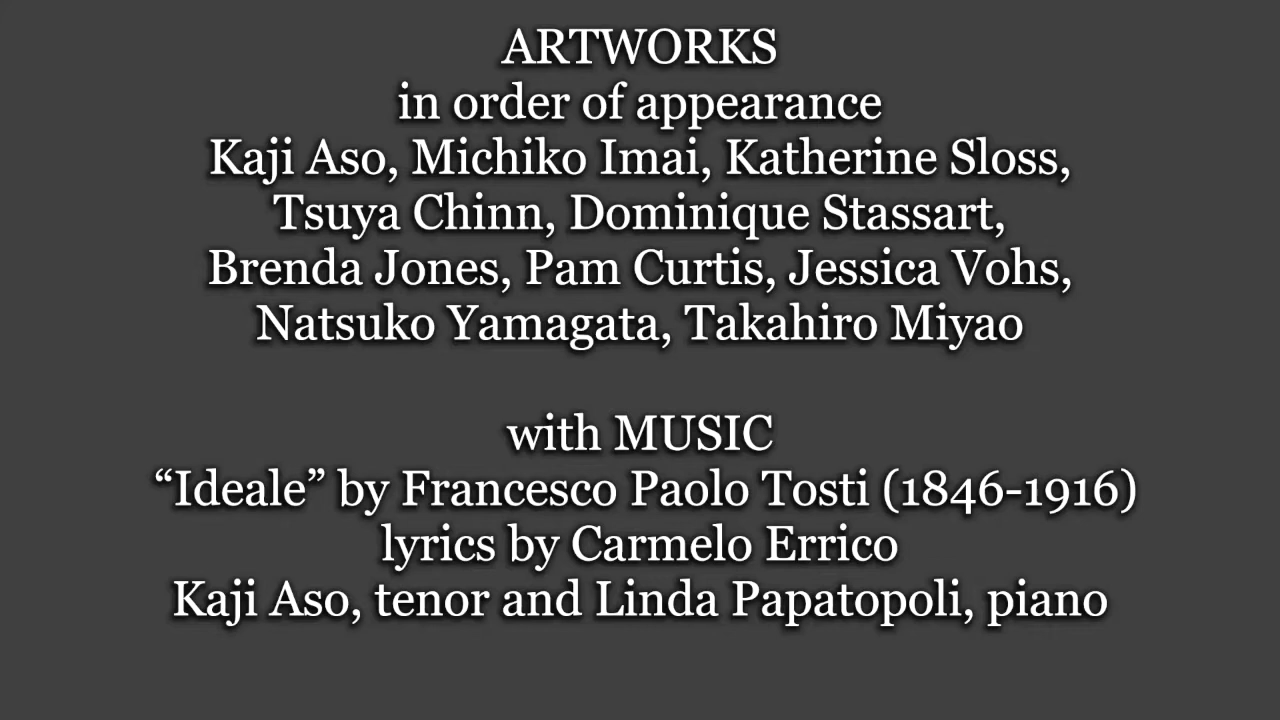 ARTWORKS
in order of appearance
Kaji Aso, Michiko Imai, Katherine Sloss,
Tsuya Chinn, Dominique Stassart,
Brenda Jones, Pam Curtis, Jessica Vohs,
Natsuko Yamagata, Takahiro Miyao
with MUSIC
“Ideale” by Francesco Paolo Tosti (1846-1916)
lyrics by Carmelo Errico
Kaji Aso, tenor and Linda Papatopoli, piano